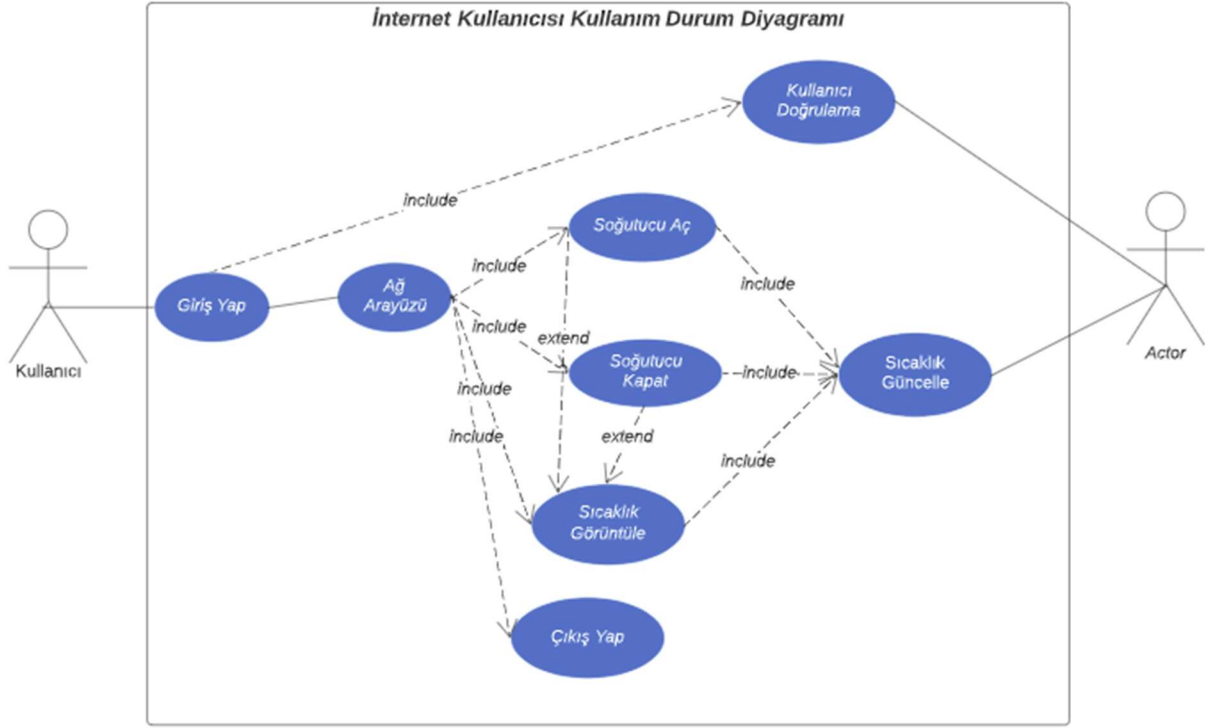 İnternet Kullanıcısı Kullanım Durum Diyagramı
Kullanıcı
Doğrulama
include
Soğutucu Aç
include
include
Ağ
Arayüzü
Giriş Yap
include
extend
Soğutucu
Kapat
include
Sıcaklık
Güncelle
Kullanıcı
Actor
include
include
extend
include
Sıcaklık
Görüntüle
Çıkış Yap